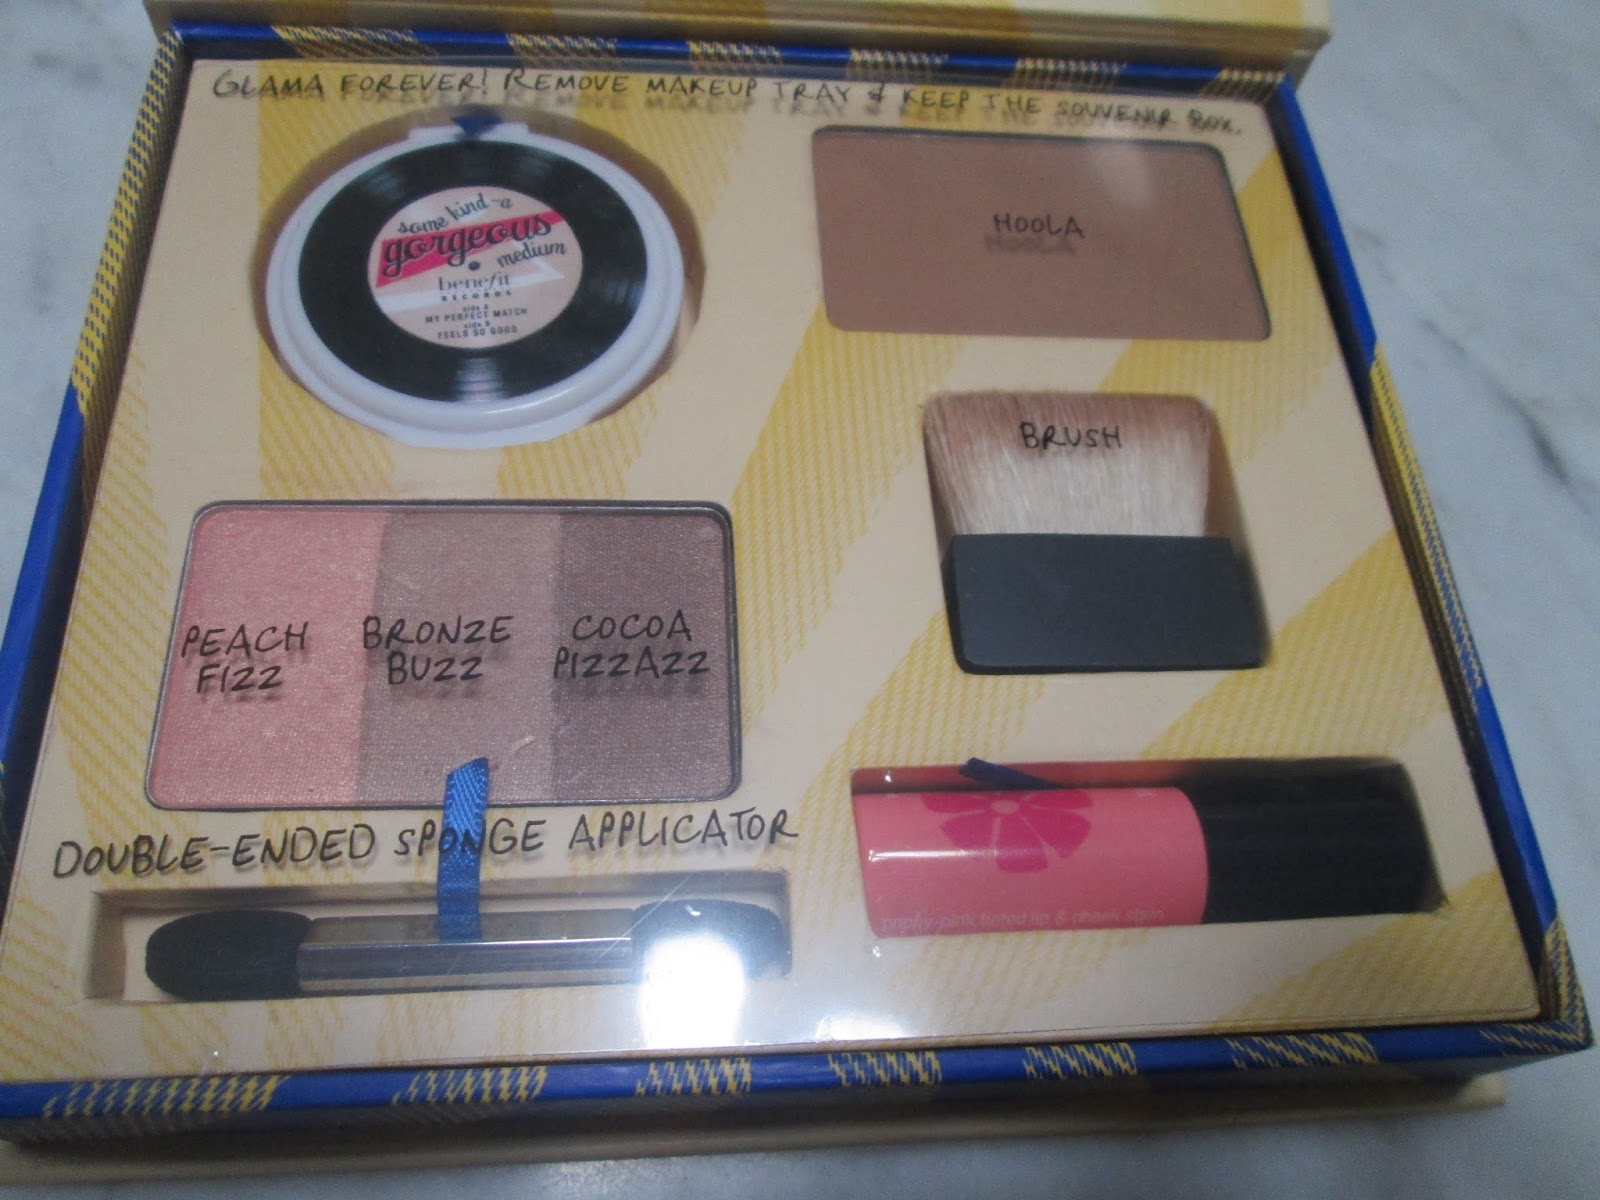 GLAMA FOREVER! REMOVE MAKEUP TRAY & KEEP THE SOUVENIR BOX.
some kind-a
gorgeous
medium
benefit
RECORDS
side A
MY PERFECT MATCH
side B
FEELS SO GOOD
HOOLA
BRUSH
PEACH
FIZZ
BRONZE
BUZZ
COCOA
PIZZAZZ
DOUBLE-ENDED SPONGE APPLICATOR
poppy-pink tinted lip & cheek stain